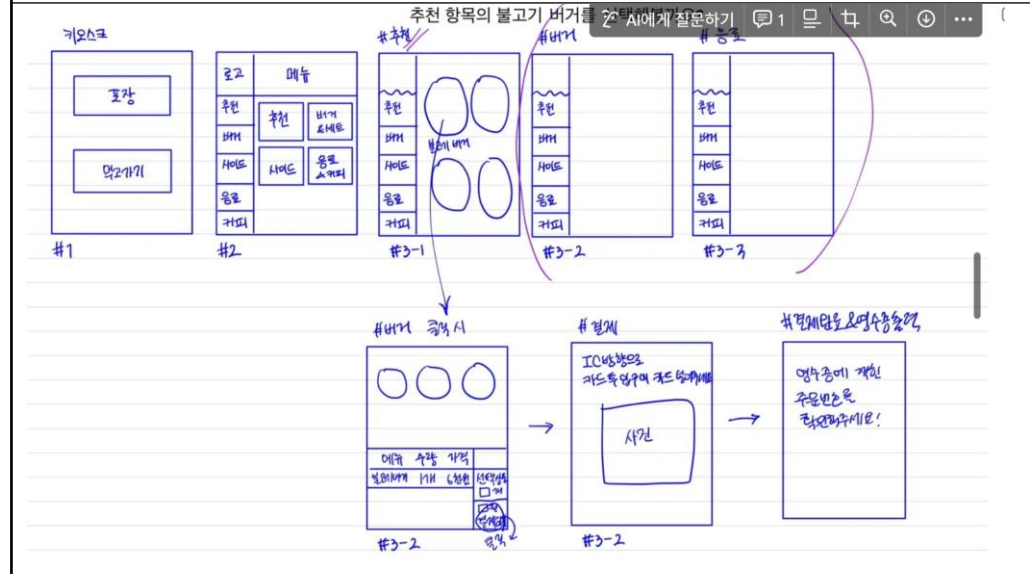 추천 항목의 불고기 버거를
AI에게 질문하기
1
키오스크
포장
먹고가기
#1
로고
메뉴
추천
버거
사이드
음료
커피
추천
버거
&세트
사이드
음료
&커피
#2
#추천
추천
버거
사이드
음료
커피
불고기 버거
#3-1
#버거
추천
버거
사이드
음료
커피
#3-2
#음료
추천
버거
사이드
음료
커피
#3-3
#버거 클릭 시
메뉴 수량 가격
불고기버거 1개 6천원
개
클릭
#3-2
#결제
IC방향으로
카드투입구에 카드 넣어주세요
사진
#3-2
#결제완료&영수증출력
영수증에 적힌
주문번호를
확인해주세요!